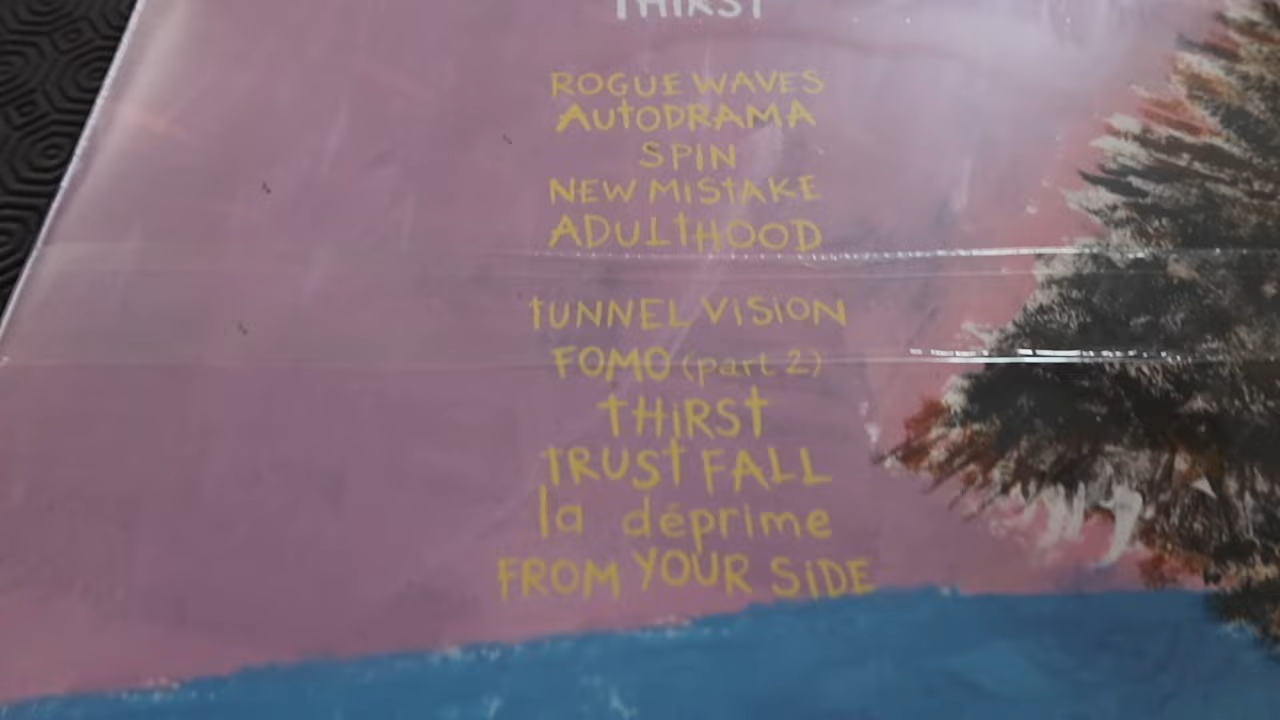 THIRST
ROGUE WAVES
AUtODRAMA
SPIN
NEW MiStAKE
ADULtHOOD
tUNNEL ViSiON
FOMO (part 2)
tHiRSt
tRUSt FALL
la déprime
FROM YOUR SiDE